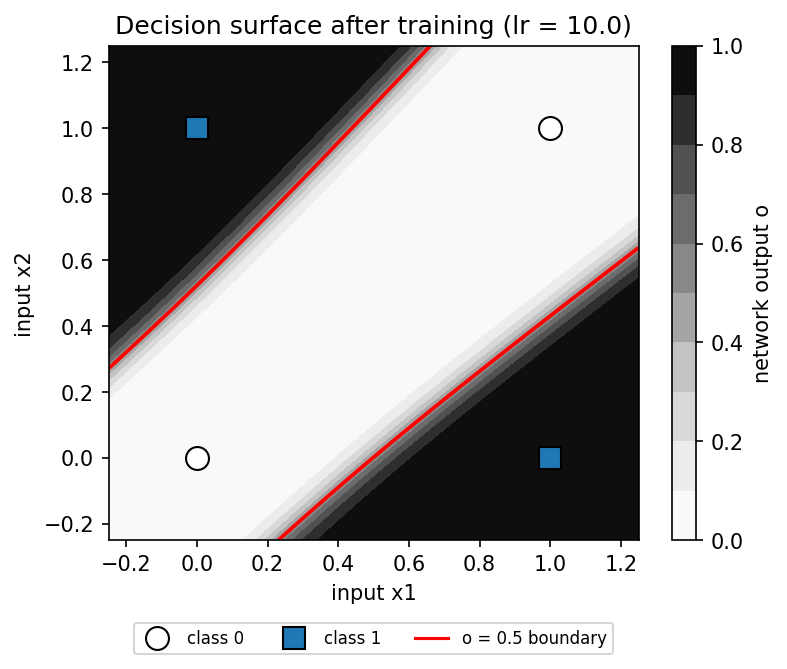 Decision surface after training (lr = 10.0)
input x2
1.2
1.0
0.8
0.6
0.4
0.2
0.0
−0.2
−0.2 0.0 0.2 0.4 0.6 0.8 1.0 1.2
input x1
1.0
0.8
0.6
0.4
0.2
0.0
network output o
class 0 class 1 o = 0.5 boundary